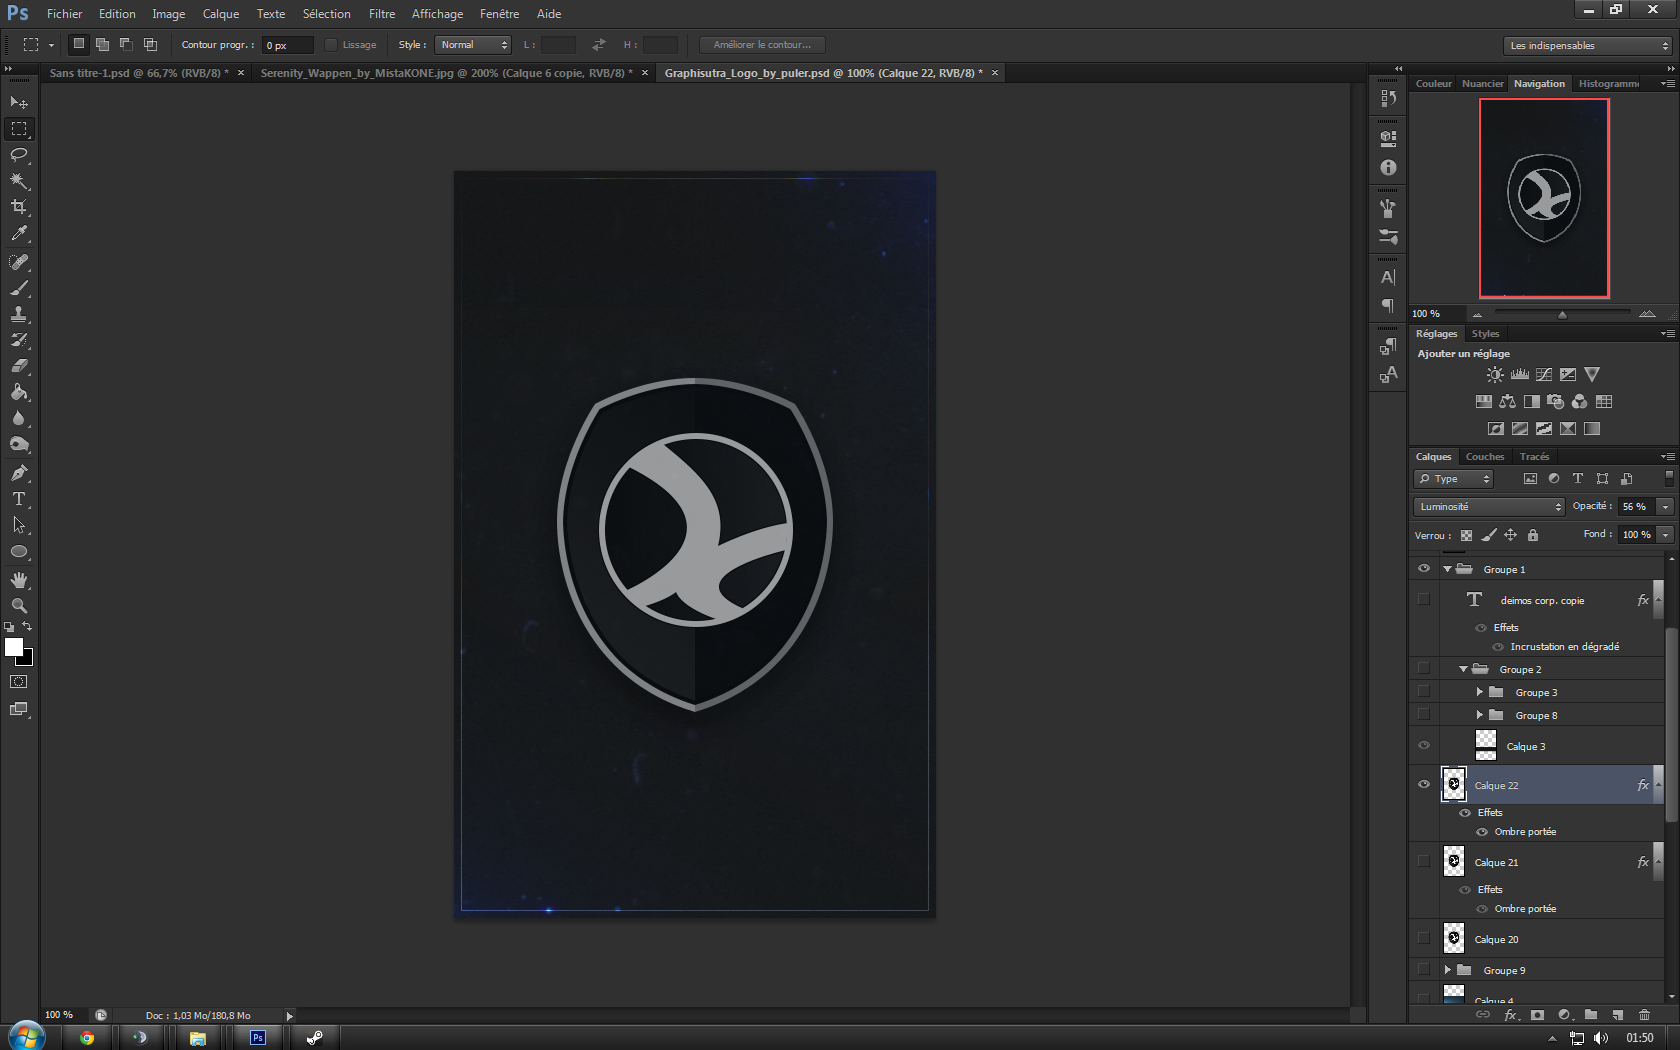 Ps Fichier Edition Image Calque Texte Sélection Filtre Affichage Fenêtre Aide
Contour progr. : 0 px Lissage Style : Normal L : H : Améliorer le contour... Les indispensables
Sans titre-1.psd @ 66,7% (RVB/8) * Serenity_Wappen_by_MistaKONE.jpg @ 200% (Calque 6 copie, RVB/8) * Graphisutra_Logo_by_puler.psd @ 100% (Calque 22, RVB/8) *
Couleur Nuancier Navigation Histogramme
100 %
Réglages Styles
Ajouter un réglage
Calques Couches Tracés
Type
Luminosité Opacité : 56 %
Verrou : Fond : 100 %
Groupe 1
T deimos corp. copie fx
Effets
Incrustation en dégradé
Groupe 2
Groupe 3
Groupe 8
Calque 3
Calque 22 fx
Effets
Ombre portée
Calque 21 fx
Effets
Ombre portée
Calque 20
Groupe 9
Calque 4
100 % Doc : 1,03 Mo/180,8 Mo
fx
Ps
01:50